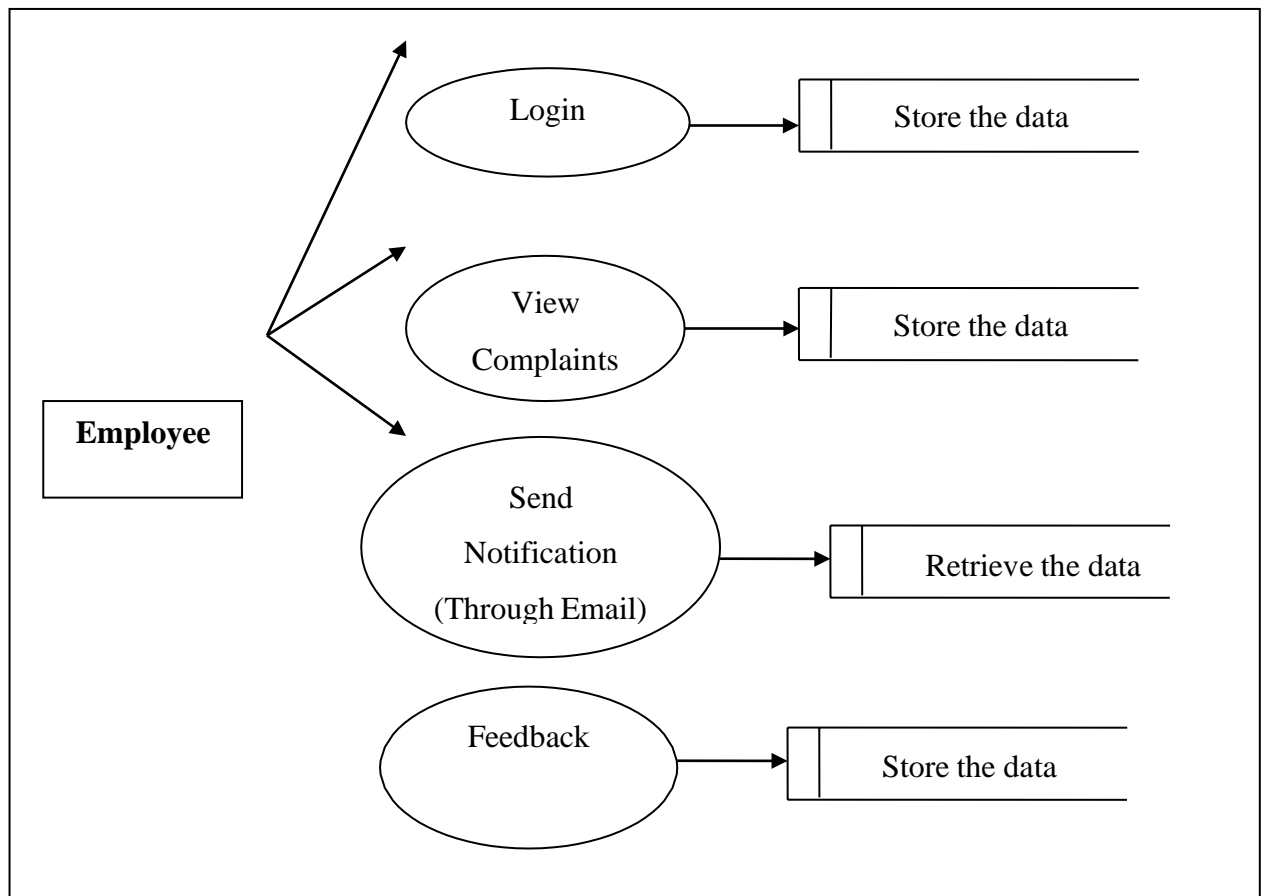 Login
Store the data
View
Complaints
Store the data
Employee
Send
Notification
(Through Email)
Retrieve the data
Feedback
Store the data